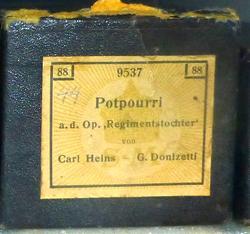 88 9537 88
Potpourri
a. d. Op. ‚Regimentstochter‘
von
Carl Heins – G. Donizetti